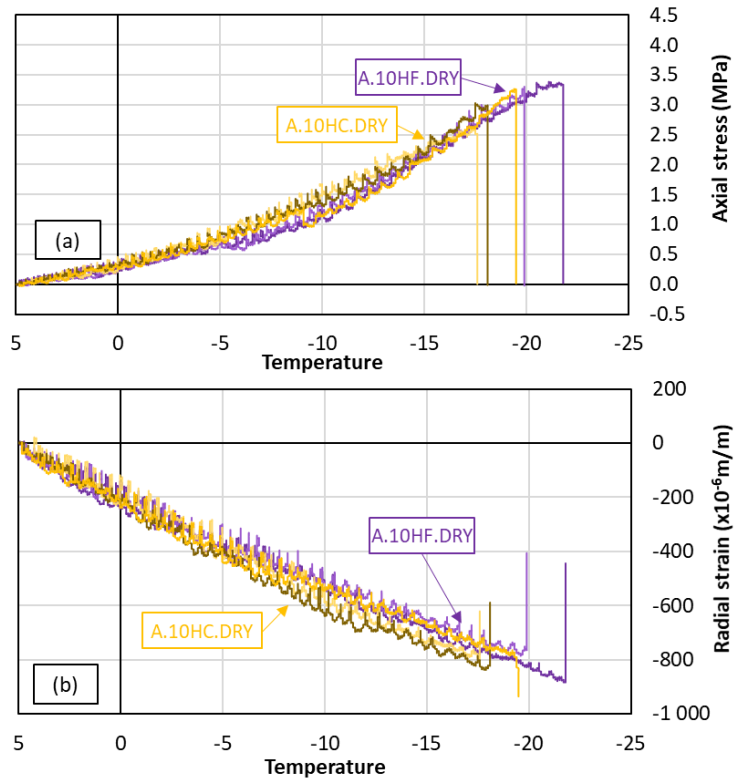 4.5
4.0
A.10HF.DRY
3.5
3.0
A.10HC.DRY
2.5
2.0
1.5
1.0
(a)
0.5
0.0
-0.5
Axial stress (MPa)
5 0 -5 -10 -15 -20 -25
Temperature
200
0
-200
A.10HF.DRY
-400
-600
A.10HC.DRY
-800
(b)
-1 000
Radial strain (x10⁻⁶m/m)
5 0 -5 -10 -15 -20 -25
Temperature